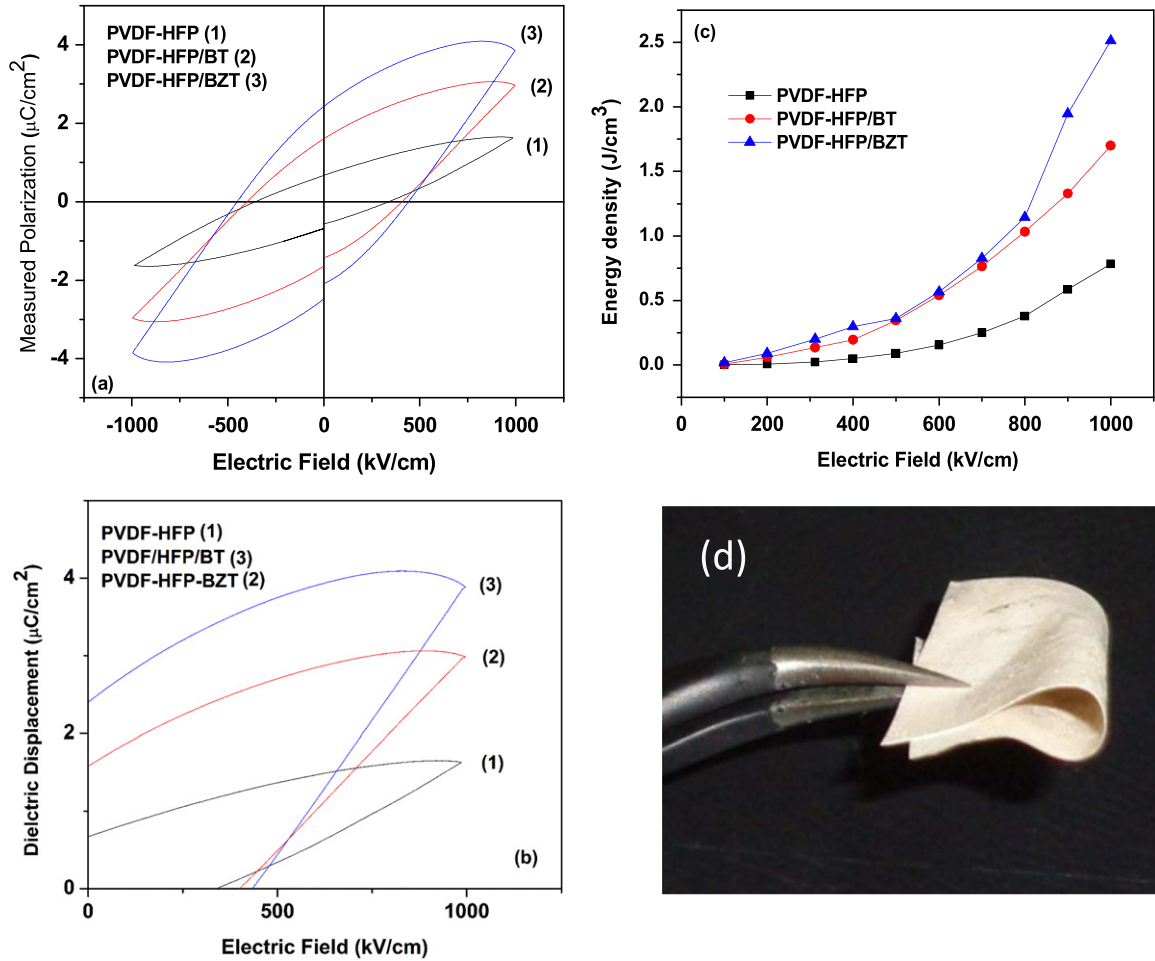 PVDF-HFP (1)
PVDF-HFP/BT (2)
PVDF-HFP/BZT (3)
(3)
(2)
(1)
4
2
0
-2
-4
Measured Polarization (μC/cm²)
(a)
-1000 -500 0 500 1000
Electric Field (kV/cm)
(c)
PVDF-HFP
PVDF-HFP/BT
PVDF-HFP/BZT
2.5
2.0
1.5
1.0
0.5
0.0
Energy density (J/cm³)
0 200 400 600 800 1000
Electric Field (kV/cm)
PVDF-HFP (1)
PVDF/HFP/BT (3)
PVDF-HFP-BZT (2)
(3)
(2)
(1)
4
2
0
Dielctric Displacement (μC/cm²)
(b)
0 500 1000
Electric Field (kV/cm)
(d)